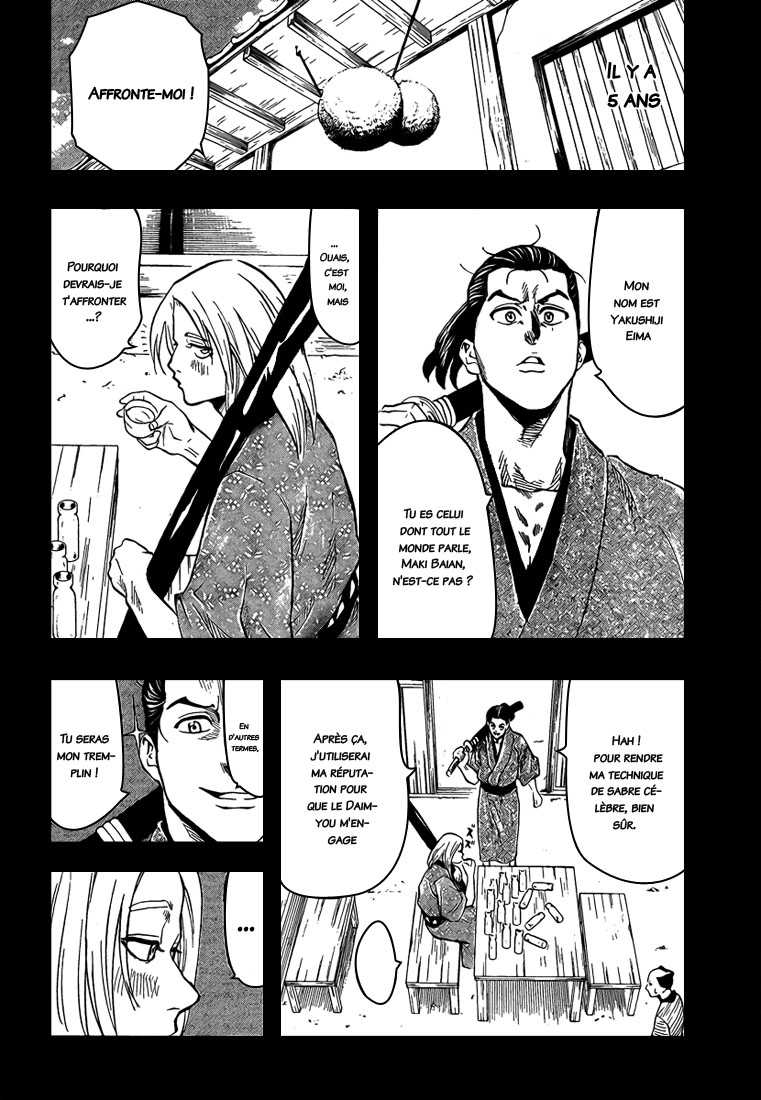 IL Y A
5 ANS
AFFRONTE-MOI !
MON
NOM EST
YAKUSHIJI
EIMA
TU ES CELUI
DONT TOUT LE
MONDE PARLE,
MAKI BAIAN,
N'EST-CE PAS ?
...
OUAIS,
C'EST
MOI,
MAIS
POURQUOI
DEVRAIS-JE
T'AFFRONTER
...?
HAH !
POUR RENDRE
MA TECHNIQUE
DE SABRE CÉ-
LÈBRE, BIEN
SÛR.
APRÈS ÇA,
J'UTILISERAI
MA RÉPUTA-
TION POUR
QUE LE DAIM-
YOU M'EN-
GAGE
EN
D'AUTRES
TERMES,
TU SERAS
MON TREM-
PLIN !
...